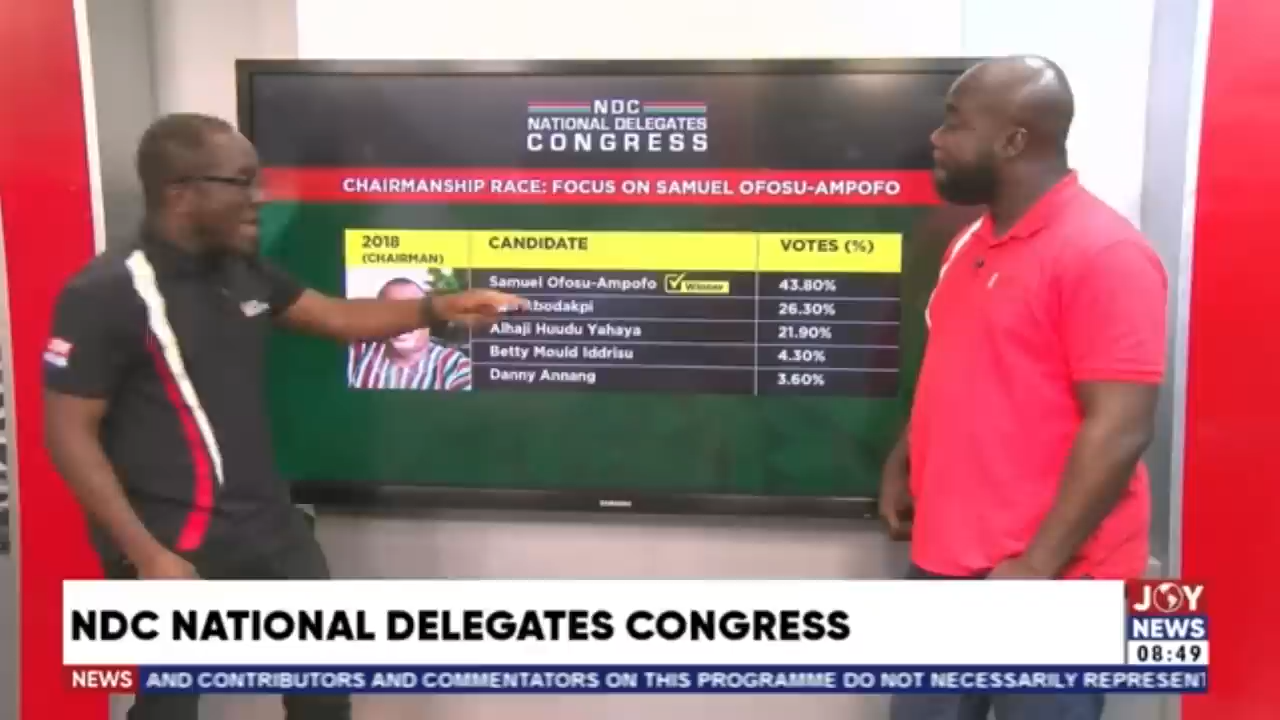 NDC
NATIONAL DELEGATES
CONGRESS
CHAIRMANSHIP RACE: FOCUS ON SAMUEL OFOSU-AMPOFO
2018 CANDIDATE VOTES (%)
(CHAIRMAN)
Samuel Ofosu-Ampofo Winner 43.80%
Abodakpi 26.30%
Alhaji Huudu Yahaya 21.90%
Betty Mould Iddrisu 4.30%
Danny Annang 3.60%
SAMSUNG
JOY
NDC NATIONAL DELEGATES CONGRESS
JOY
NEWS
08:49
NEWS AND CONTRIBUTORS AND COMMENTATORS ON THIS PROGRAMME DO NOT NECESSARILY REPRESENT